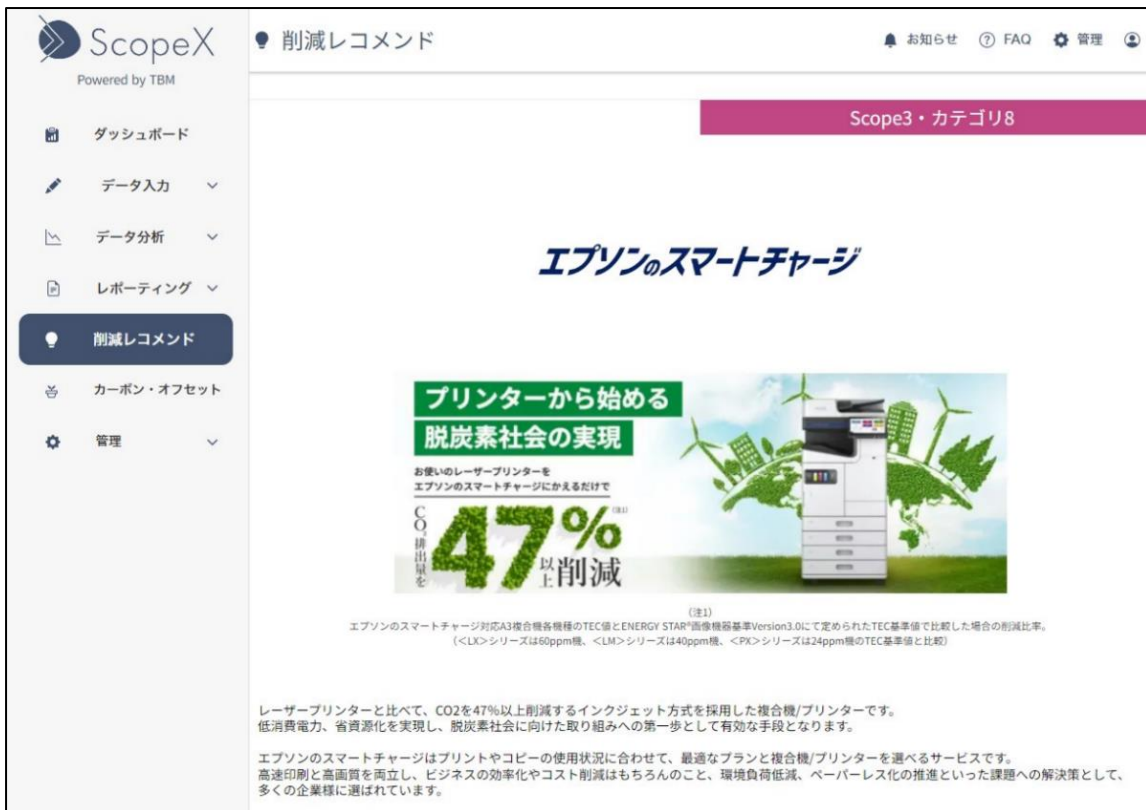 ScopeX
Powered by TBM
削減レコメンド
お知らせ
FAQ
管理
ダッシュボード
データ入力
データ分析
レポーティング
削減レコメンド
カーボン・オフセット
管理
Scope3・カテゴリ8
エプソンのスマートチャージ
プリンターから始める
脱炭素社会の実現
お使いのレーザープリンターを
エプソンのスマートチャージにかえるだけで
CO₂排出量を
47%(注1)
以上削減
(注1)
エプソンのスマートチャージ対応A3複合機各機種のTEC値とENERGY STAR®画像機器基準Version3.0にて定められたTEC基準値で比較した場合の削減比率。
(<LX>シリーズは60ppm機、<LM>シリーズは40ppm機、<PX>シリーズは24ppm機のTEC基準値と比較)
レーザープリンターと比べて、CO2を47%以上削減するインクジェット方式を採用した複合機/プリンターです。
低消費電力、省資源化を実現し、脱炭素社会に向けた取り組みへの第一歩として有効な手段となります。
エプソンのスマートチャージはプリントやコピーの使用状況に合わせて、最適なプランと複合機/プリンターを選べるサービスです。
高速印刷と高画質を両立し、ビジネスの効率化やコスト削減はもちろんのこと、環境負荷低減、ペーパーレス化の推進といった課題への解決策として、
多くの企業様に選ばれています。